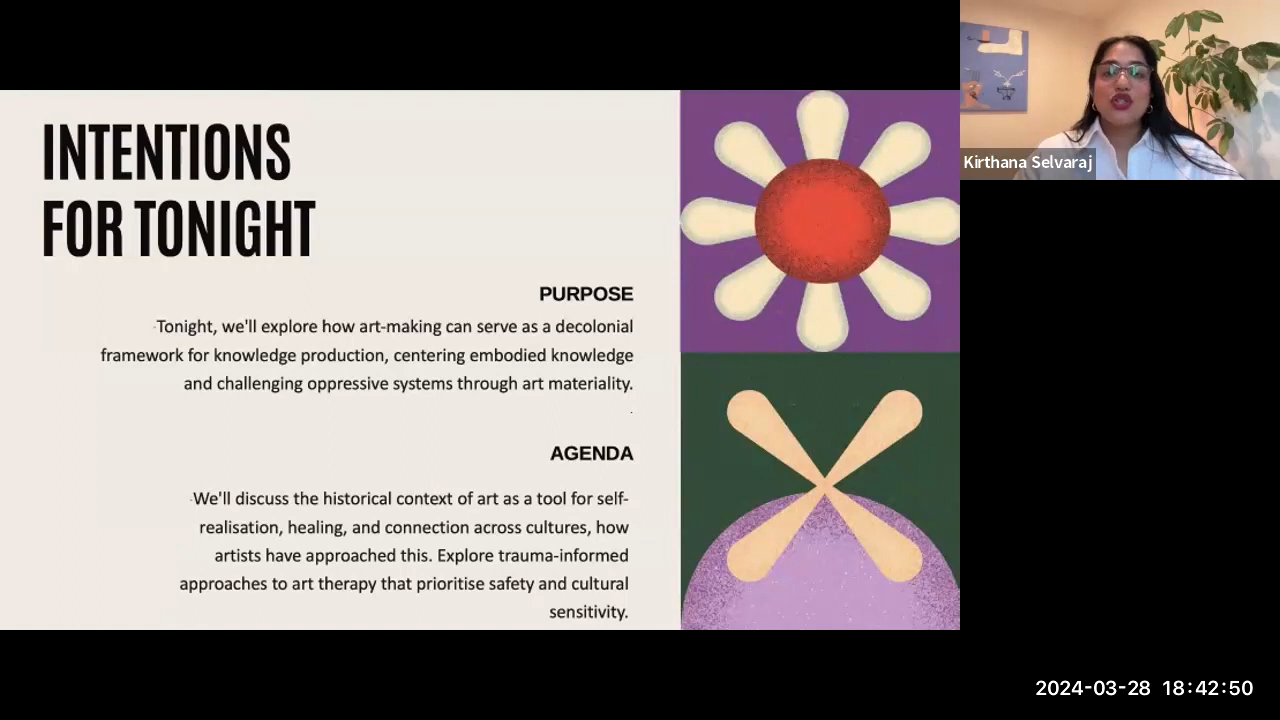 INTENTIONS
FOR TONIGHT
PURPOSE
Tonight, we'll explore how art-making can serve as a decolonial
framework for knowledge production, centering embodied knowledge
and challenging oppressive systems through art materiality.
.
AGENDA
We'll discuss the historical context of art as a tool for self-
realisation, healing, and connection across cultures, how
artists have approached this. Explore trauma-informed
approaches to art therapy that prioritise safety and cultural
sensitivity.
Kirthana Selvaraj
2024-03-28 18:42:50